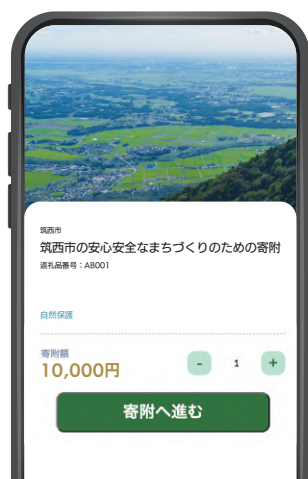 筑西市
筑西市の安心安全なまちづくりのための寄附
返礼品番号：AB001
自然保護
寄附額
10,000円
- 1 +
寄附へ進む